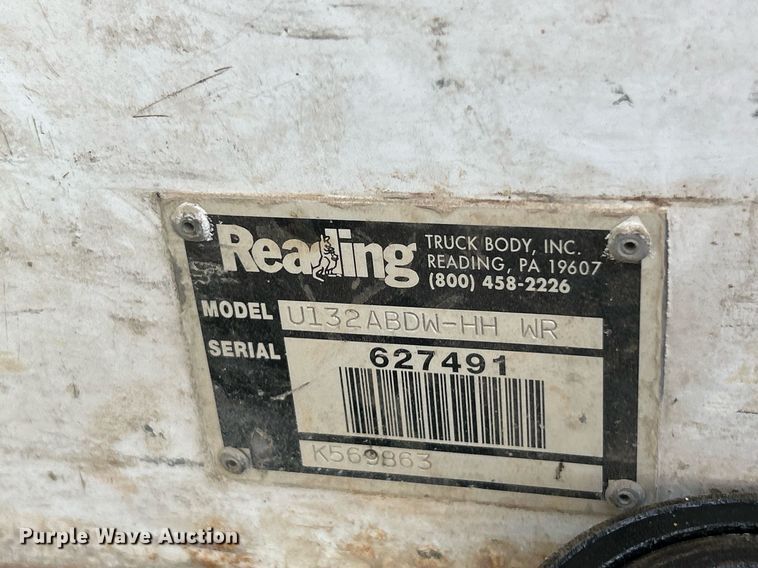 Reading
TRUCK BODY, INC.
READING, PA 19607
(800) 458-2226
MODEL U132ABDW-HH WR
SERIAL 627491
K569863
Purple Wave Auction